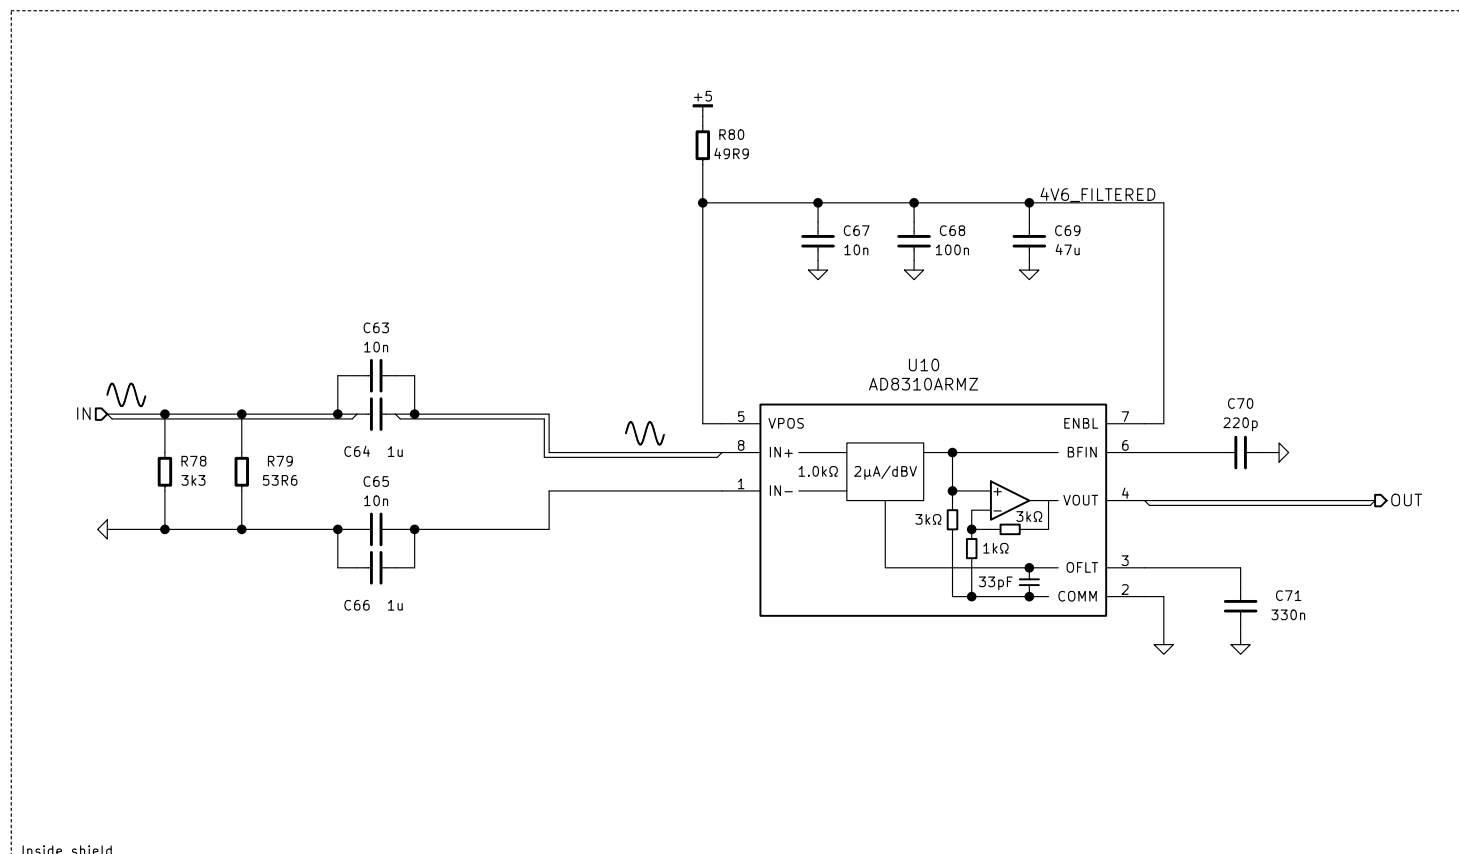 +5
R80
49R9
4V6_FILTERED
C67
10n
C68
100n
C69
47u
C63
10n
IN
C64 1u
R78
3k3
R79
53R6
C65
10n
C66 1u
U10
AD8310ARMZ
5 VPOS
8 IN+
1 IN-
1.0kΩ
2µA/dBV
3kΩ
+
-
3kΩ
1kΩ
33pF
ENBL 7
BFIN 6
VOUT 4
OFLT 3
COMM 2
C70
220p
OUT
C71
330n
Inside shield